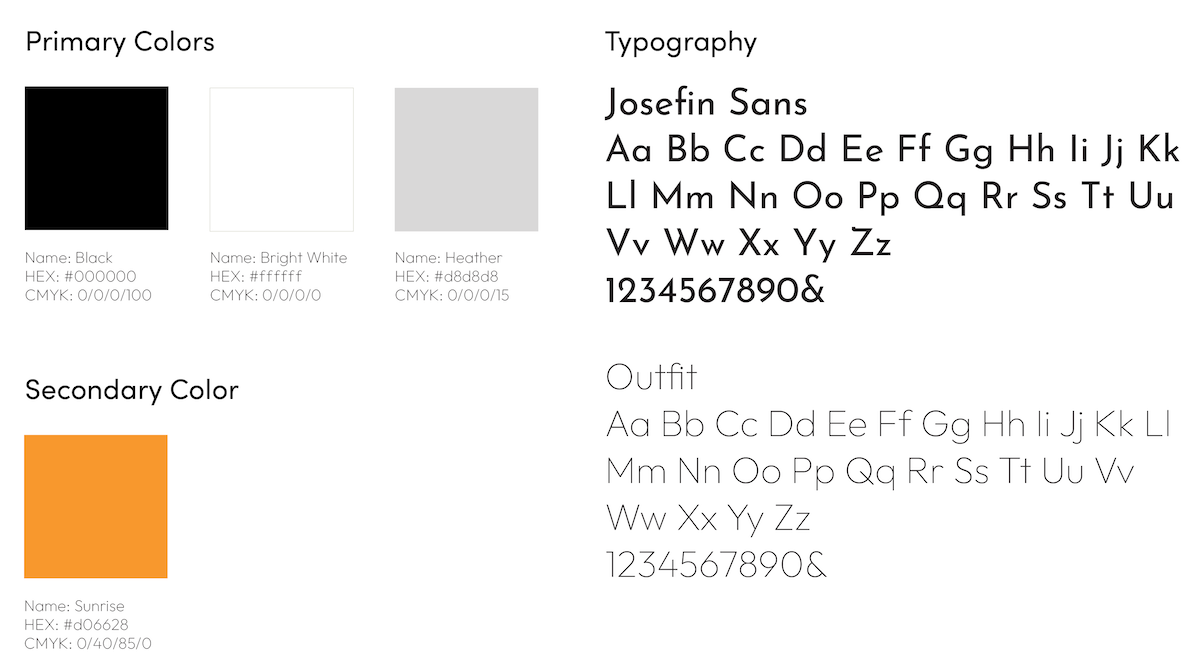 Primary Colors
Name: Black
HEX: #000000
CMYK: 0/0/0/100
Name: Bright White
HEX: #ffffff
CMYK: 0/0/0/0
Name: Heather
HEX: #d8d8d8
CMYK: 0/0/0/15
Secondary Color
Name: Sunrise
HEX: #d06628
CMYK: 0/40/85/0
Typography
Josefin Sans
Aa Bb Cc Dd Ee Ff Gg Hh Ii Jj Kk
Ll Mm Nn Oo Pp Qq Rr Ss Tt Uu
Vv Ww Xx Yy Zz
1234567890&
Outfit
Aa Bb Cc Dd Ee Ff Gg Hh Ii Jj Kk Ll
Mm Nn Oo Pp Qq Rr Ss Tt Uu Vv
Ww Xx Yy Zz
1234567890&